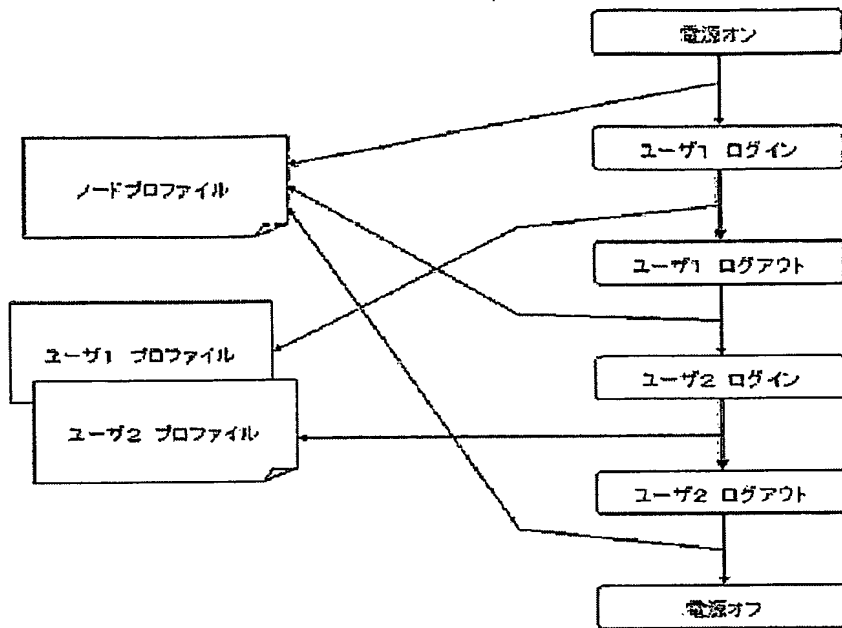 電源オン
ユーザ1 ログイン
ノードプロファイル
ユーザ1 ログアウト
ユーザ1 プロファイル
ユーザ2 ログイン
ユーザ2 プロファイル
ユーザ2 ログアウト
電源オフ